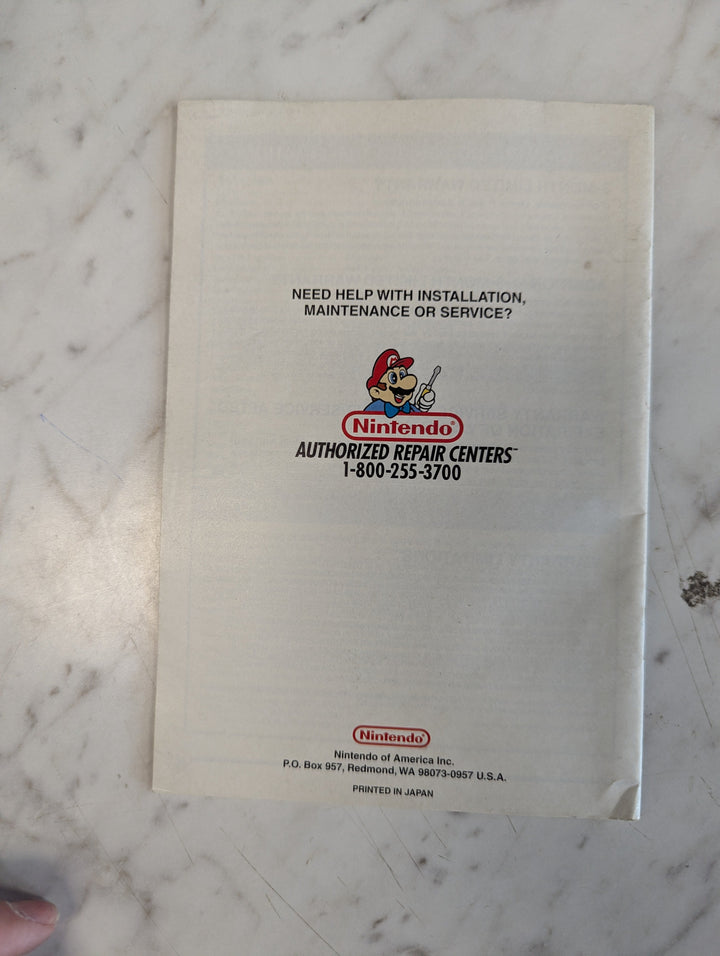 NEED HELP WITH INSTALLATION,
MAINTENANCE OR SERVICE?
M
Nintendo®
AUTHORIZED REPAIR CENTERS™
1-800-255-3700
Nintendo®
Nintendo of America Inc.
P.O. Box 957, Redmond, WA 98073-0957 U.S.A.
PRINTED IN JAPAN